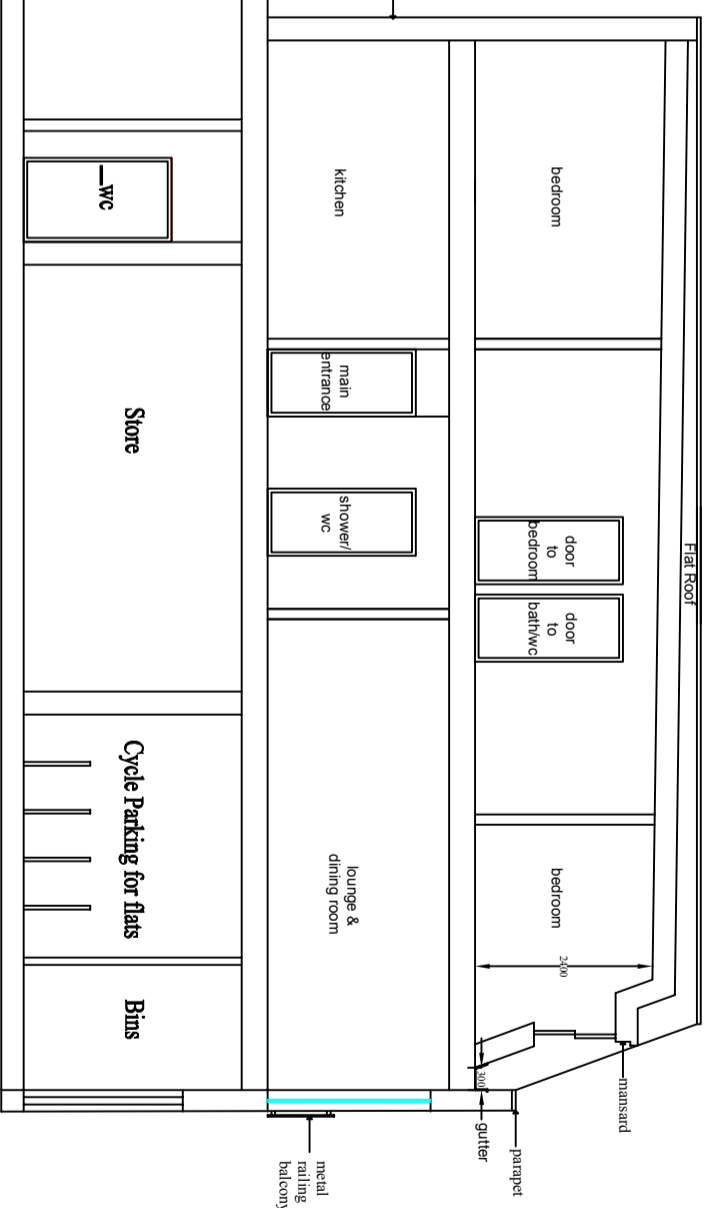 Flat Roof
mansard
bedroom
door
to
bedroom
door
to
bath/wc
bedroom
2400
parapet
300
gutter
kitchen
main
entrance
shower/
wc
lounge &
dining room
metal
railing
balcony
wc
Store
Cycle Parking for flats
Bins